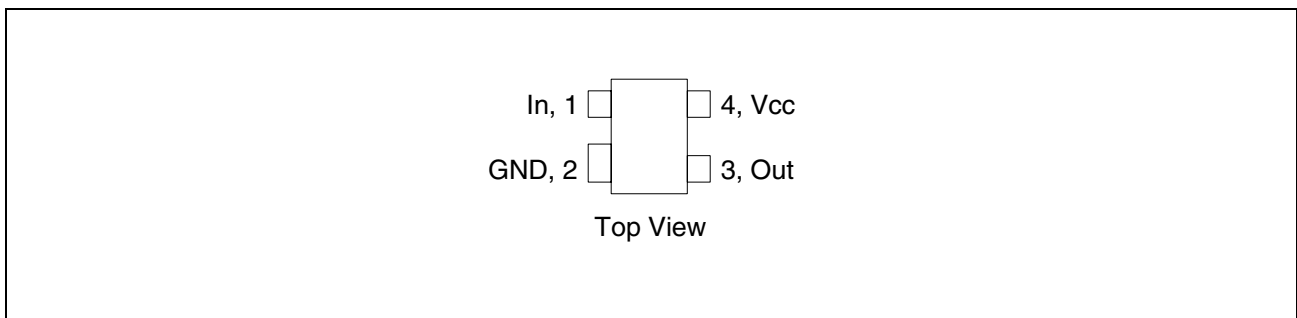 In, 1
4, Vcc
GND, 2
3, Out
Top View